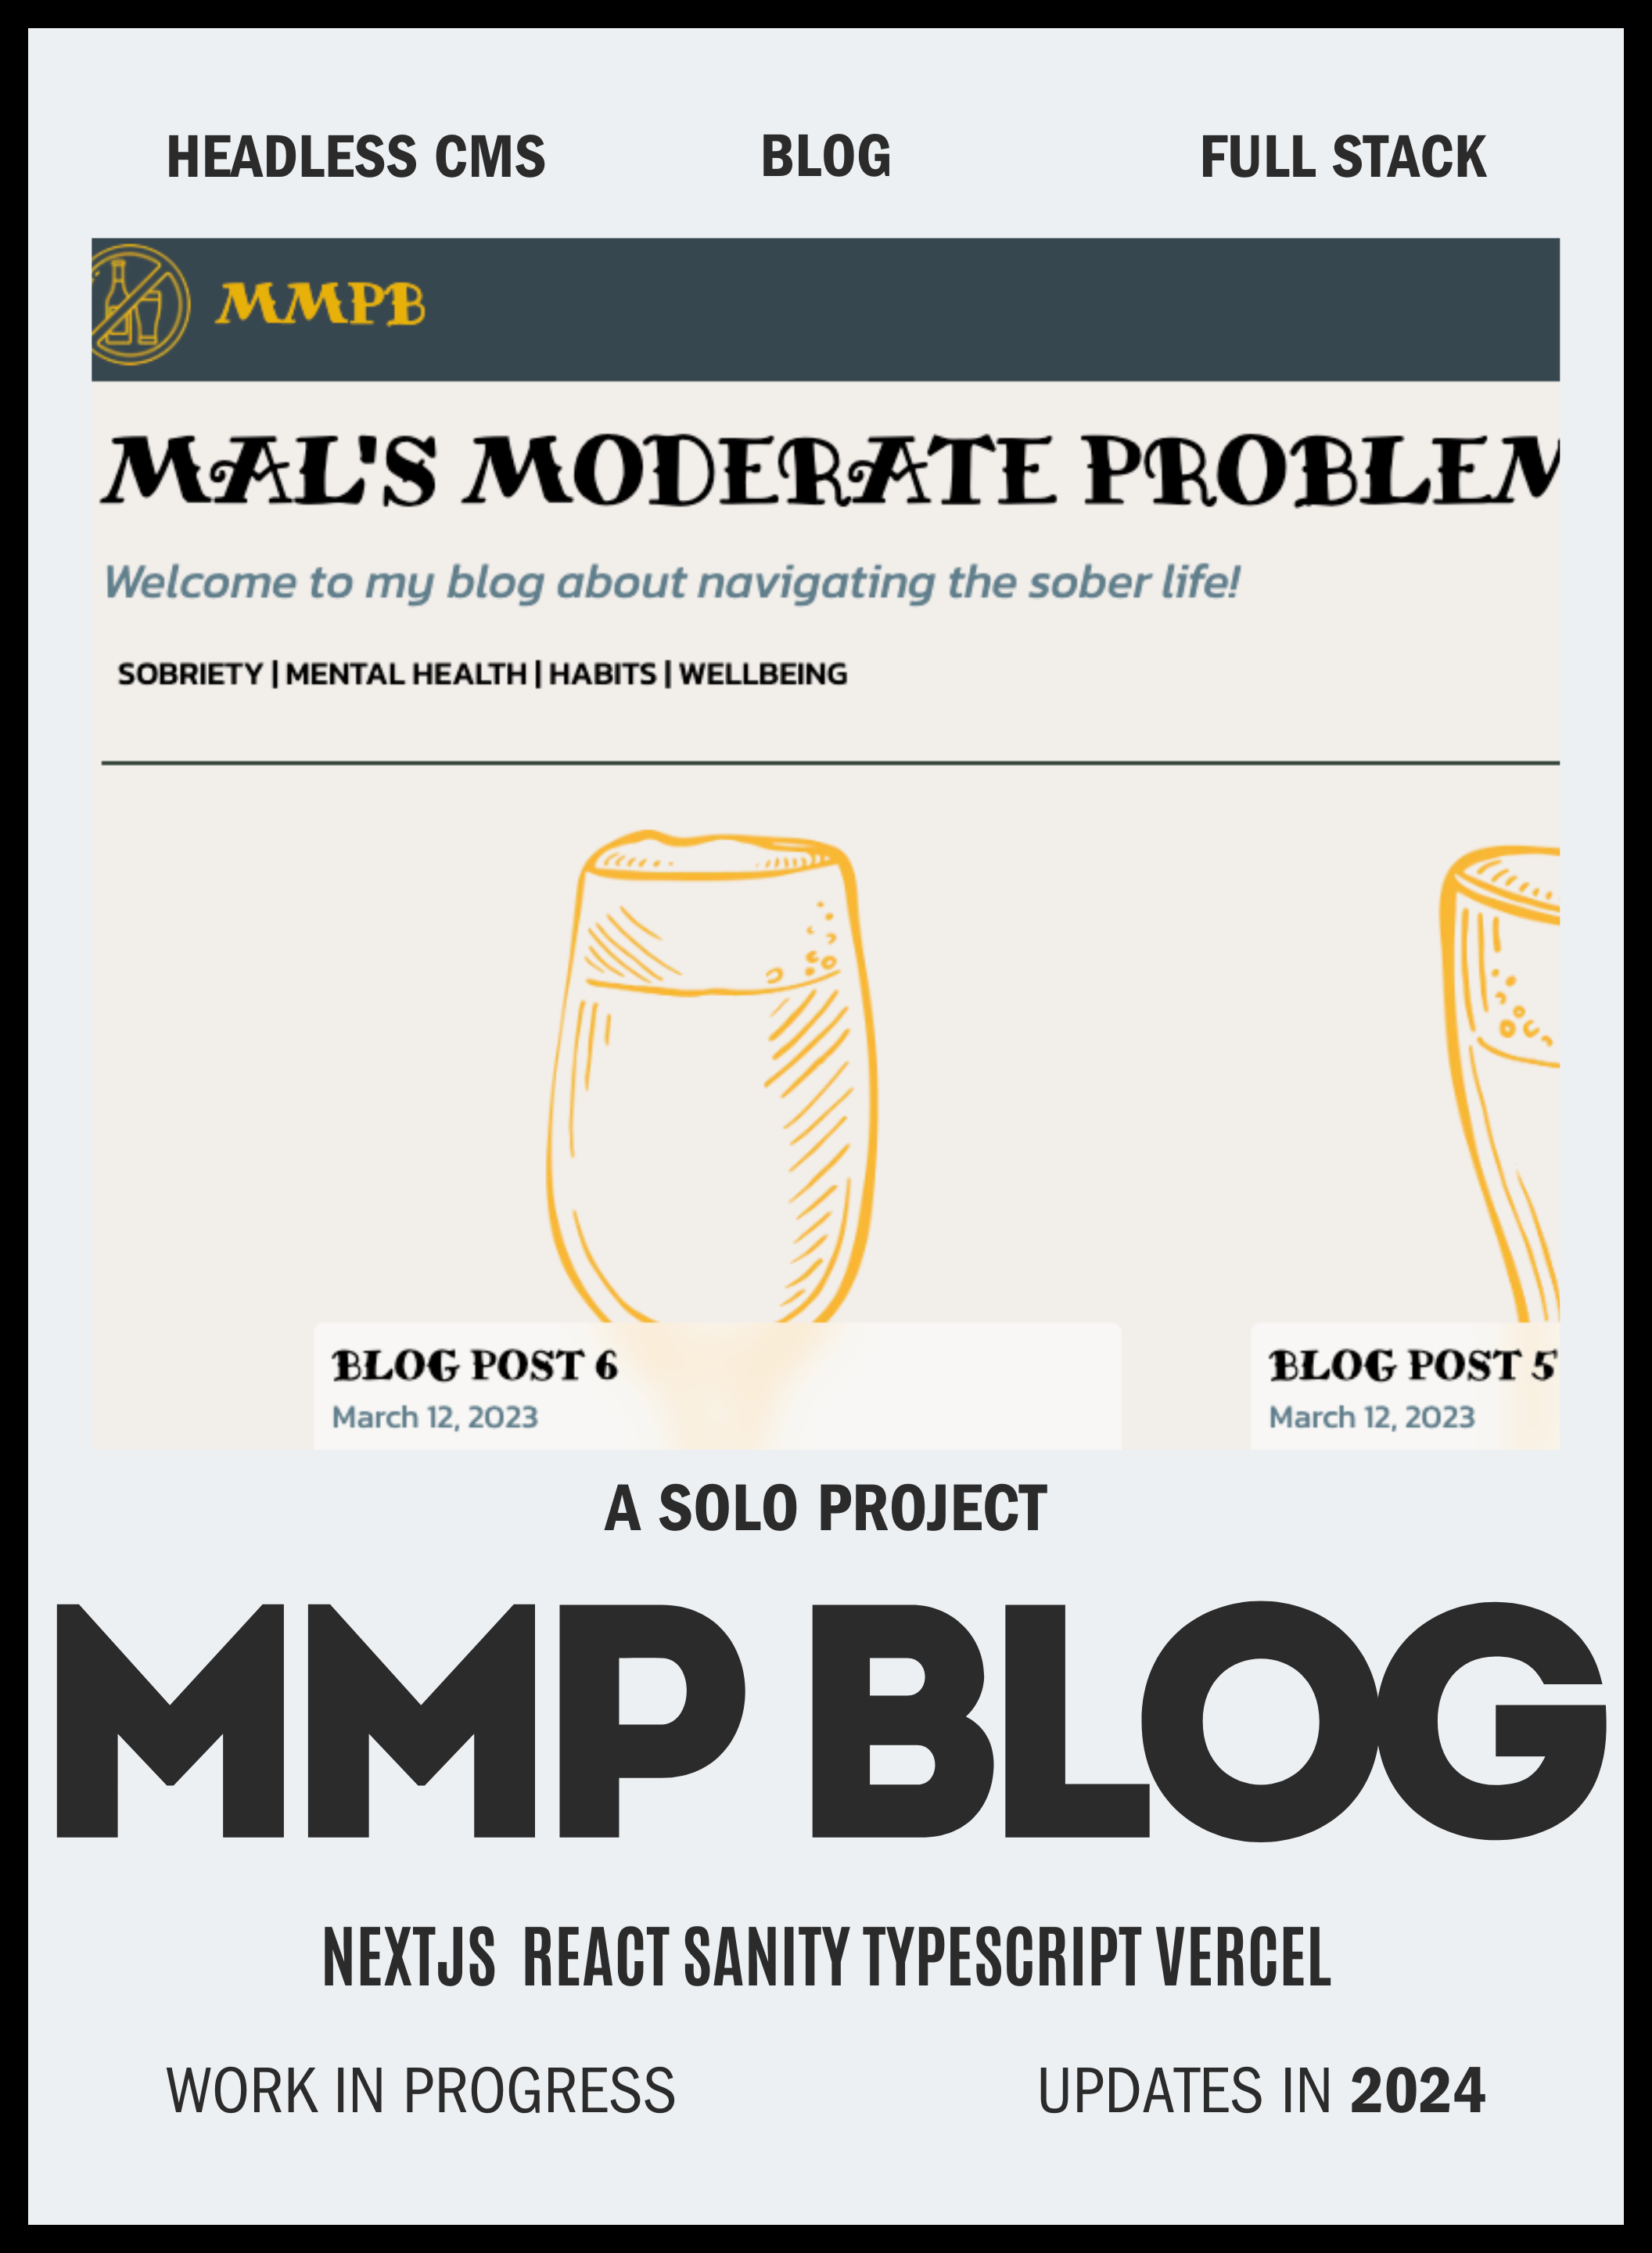 HEADLESS CMS BLOG FULL STACK
MMPB
MAL'S MODERATE PROBLEM
Welcome to my blog about navigating the sober life!
SOBRIETY | MENTAL HEALTH | HABITS | WELLBEING
BLOG POST 6 BLOG POST 5
March 12, 2023 March 12, 2023
A SOLO PROJECT
MMP BLOG
NEXTJS REACT SANITY TYPESCRIPT VERCEL
WORK IN PROGRESS UPDATES IN 2024